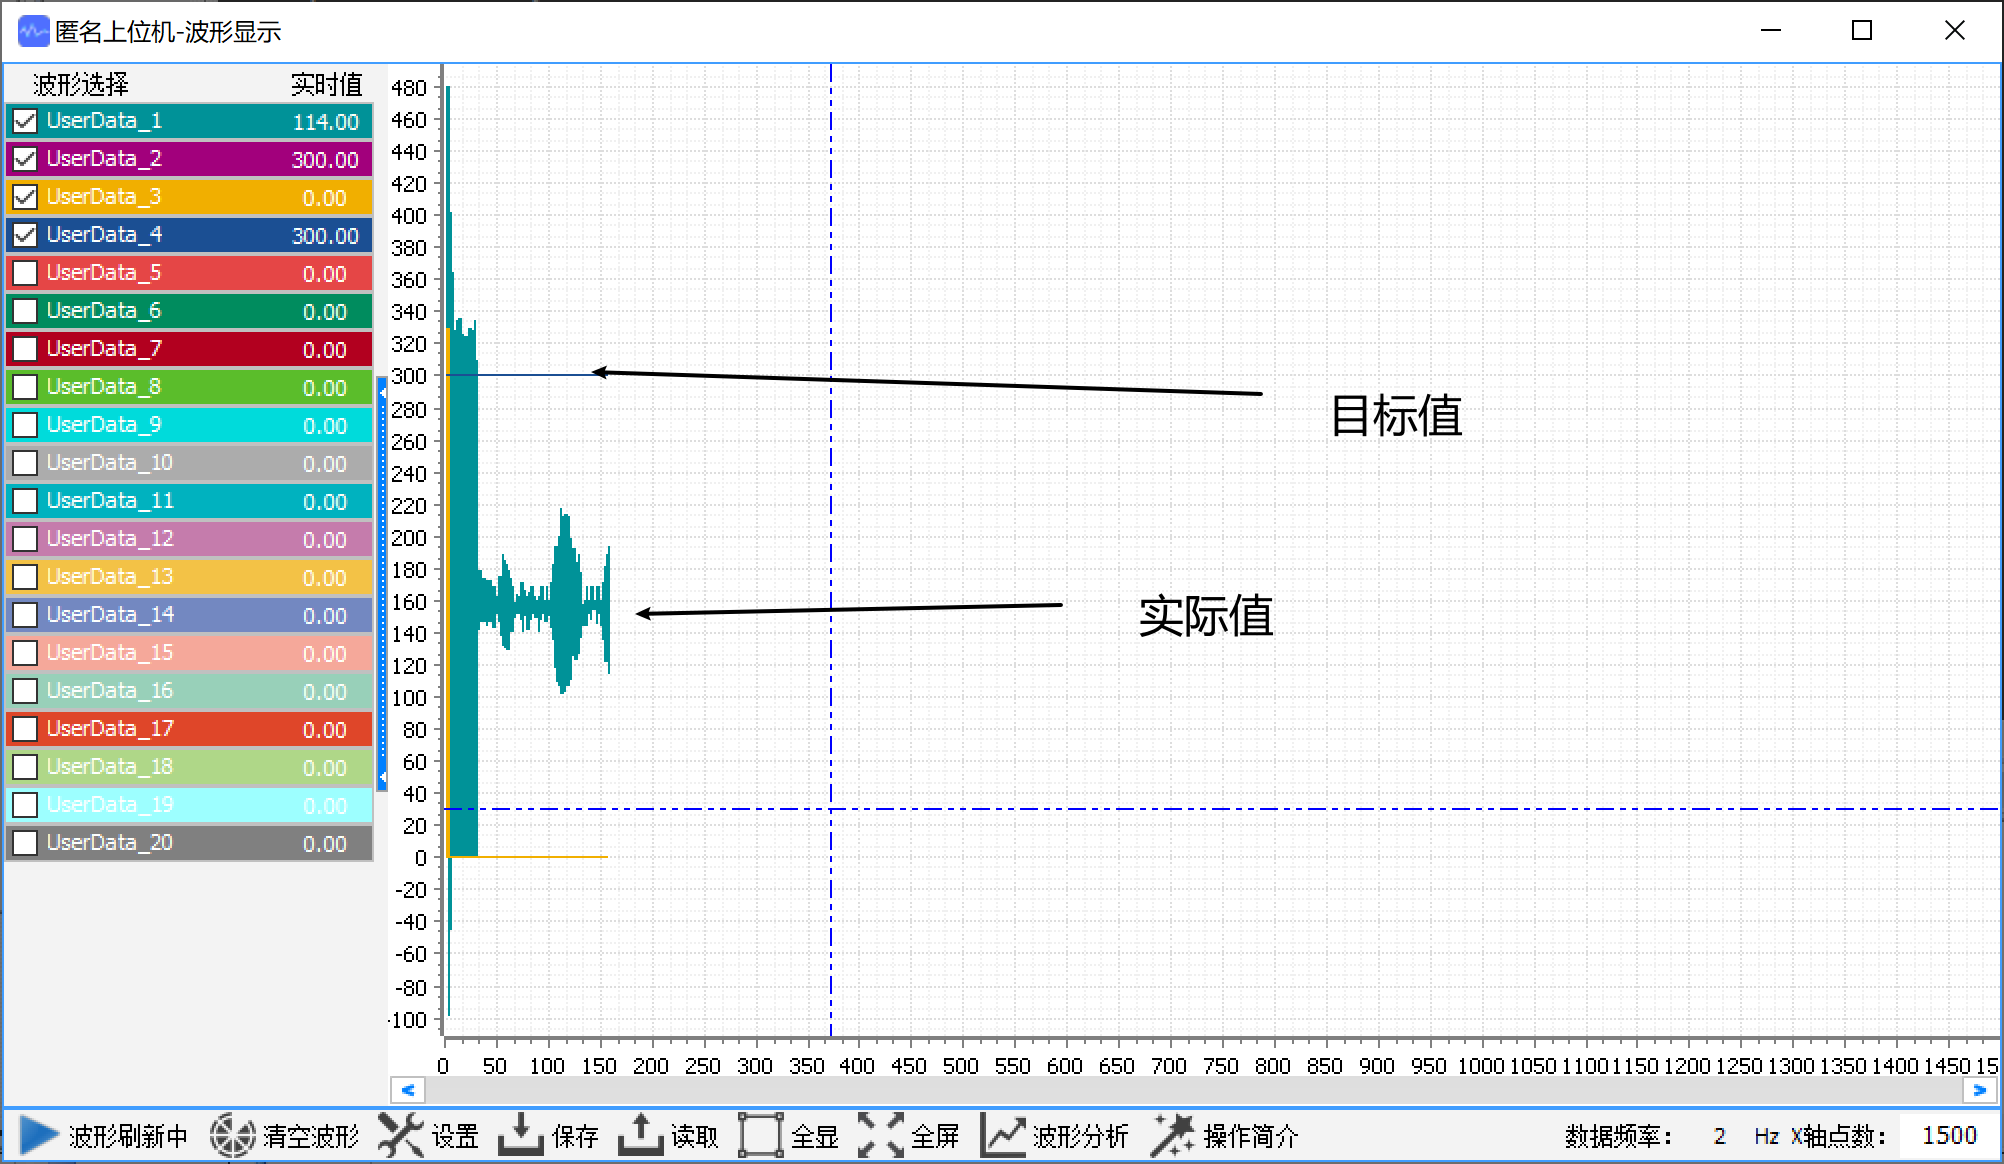 匿名上位机-波形显示
波形选择 实时值
UserData_1 114.00
UserData_2 300.00
UserData_3 0.00
UserData_4 300.00
UserData_5 0.00
UserData_6 0.00
UserData_7 0.00
UserData_8 0.00
UserData_9 0.00
UserData_10 0.00
UserData_11 0.00
UserData_12 0.00
UserData_13 0.00
UserData_14 0.00
UserData_15 0.00
UserData_16 0.00
UserData_17 0.00
UserData_18 0.00
UserData_19 0.00
UserData_20 0.00
480
460
440
420
400
380
360
340
320
300
280
260
240
220
200
180
160
140
120
100
80
60
40
20
0
-20
-40
-60
-80
-100
目标值
实际值
0 50 100 150 200 250 300 350 400 450 500 550 600 650 700 750 800 850 900 950 1000 1050 1100 1150 1200 1250 1300 1350 1400 1450 15
< >
波形刷新中 清空波形 设置 保存 读取 全显 全屏 波形分析 操作简介 数据频率： 2 Hz X轴点数： 1500